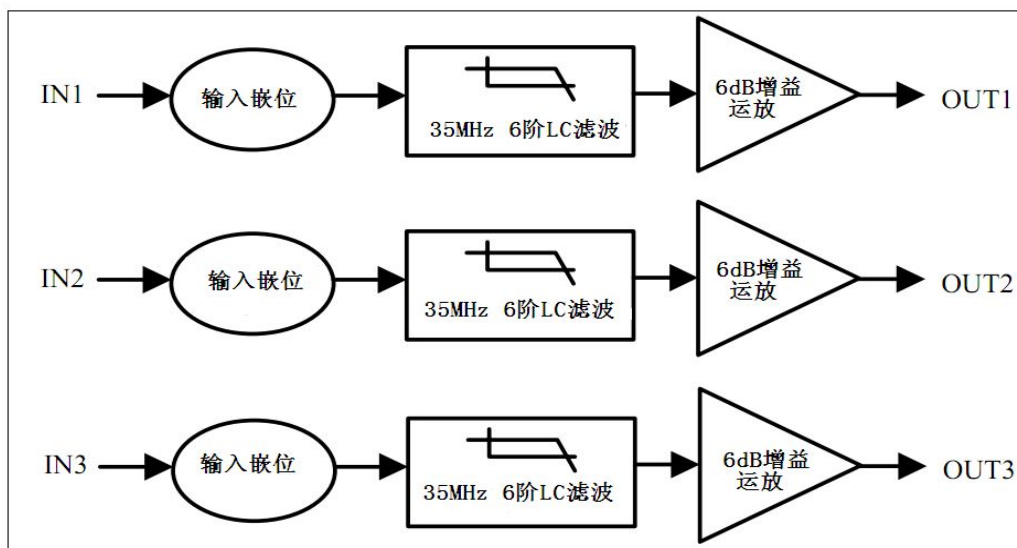 IN1
输入嵌位
35MHz 6阶LC滤波
6dB增益
运放
OUT1
IN2
输入嵌位
35MHz 6阶LC滤波
6dB增益
运放
OUT2
IN3
输入嵌位
35MHz 6阶LC滤波
6dB增益
运放
OUT3